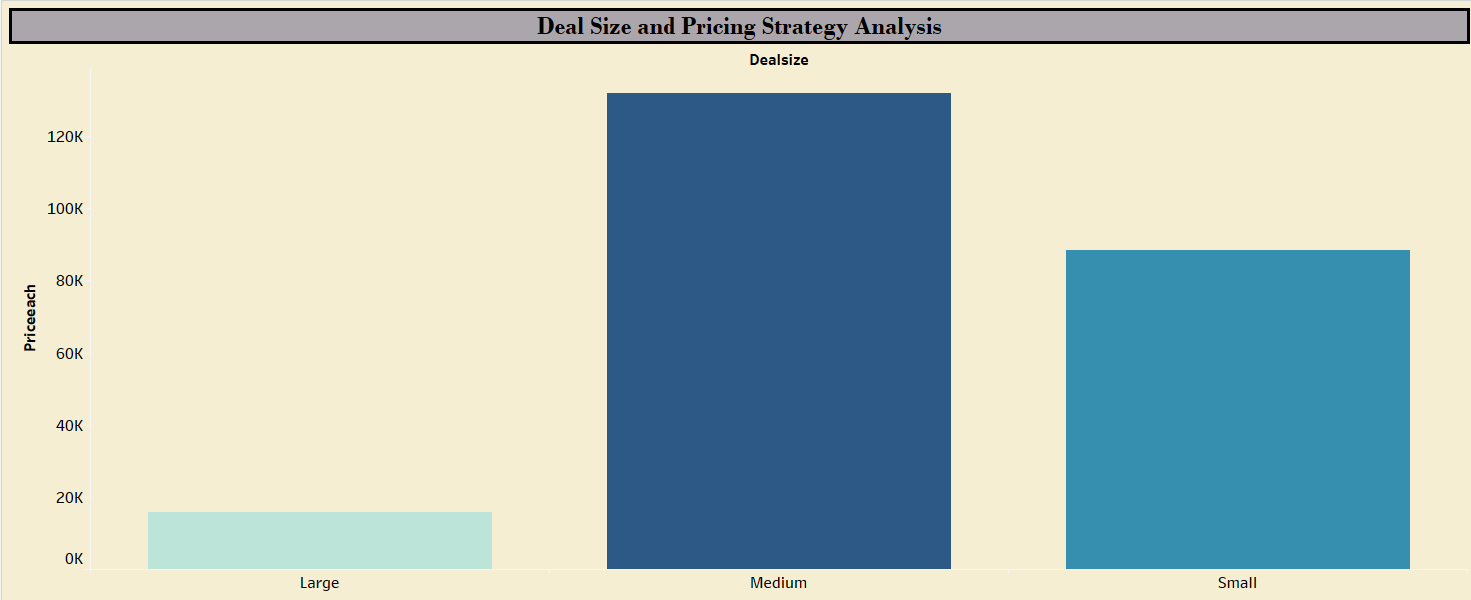 Deal Size and Pricing Strategy Analysis
Dealsize
120K
100K
80K
60K
40K
20K
0K
Priceeach
Large
Medium
Small